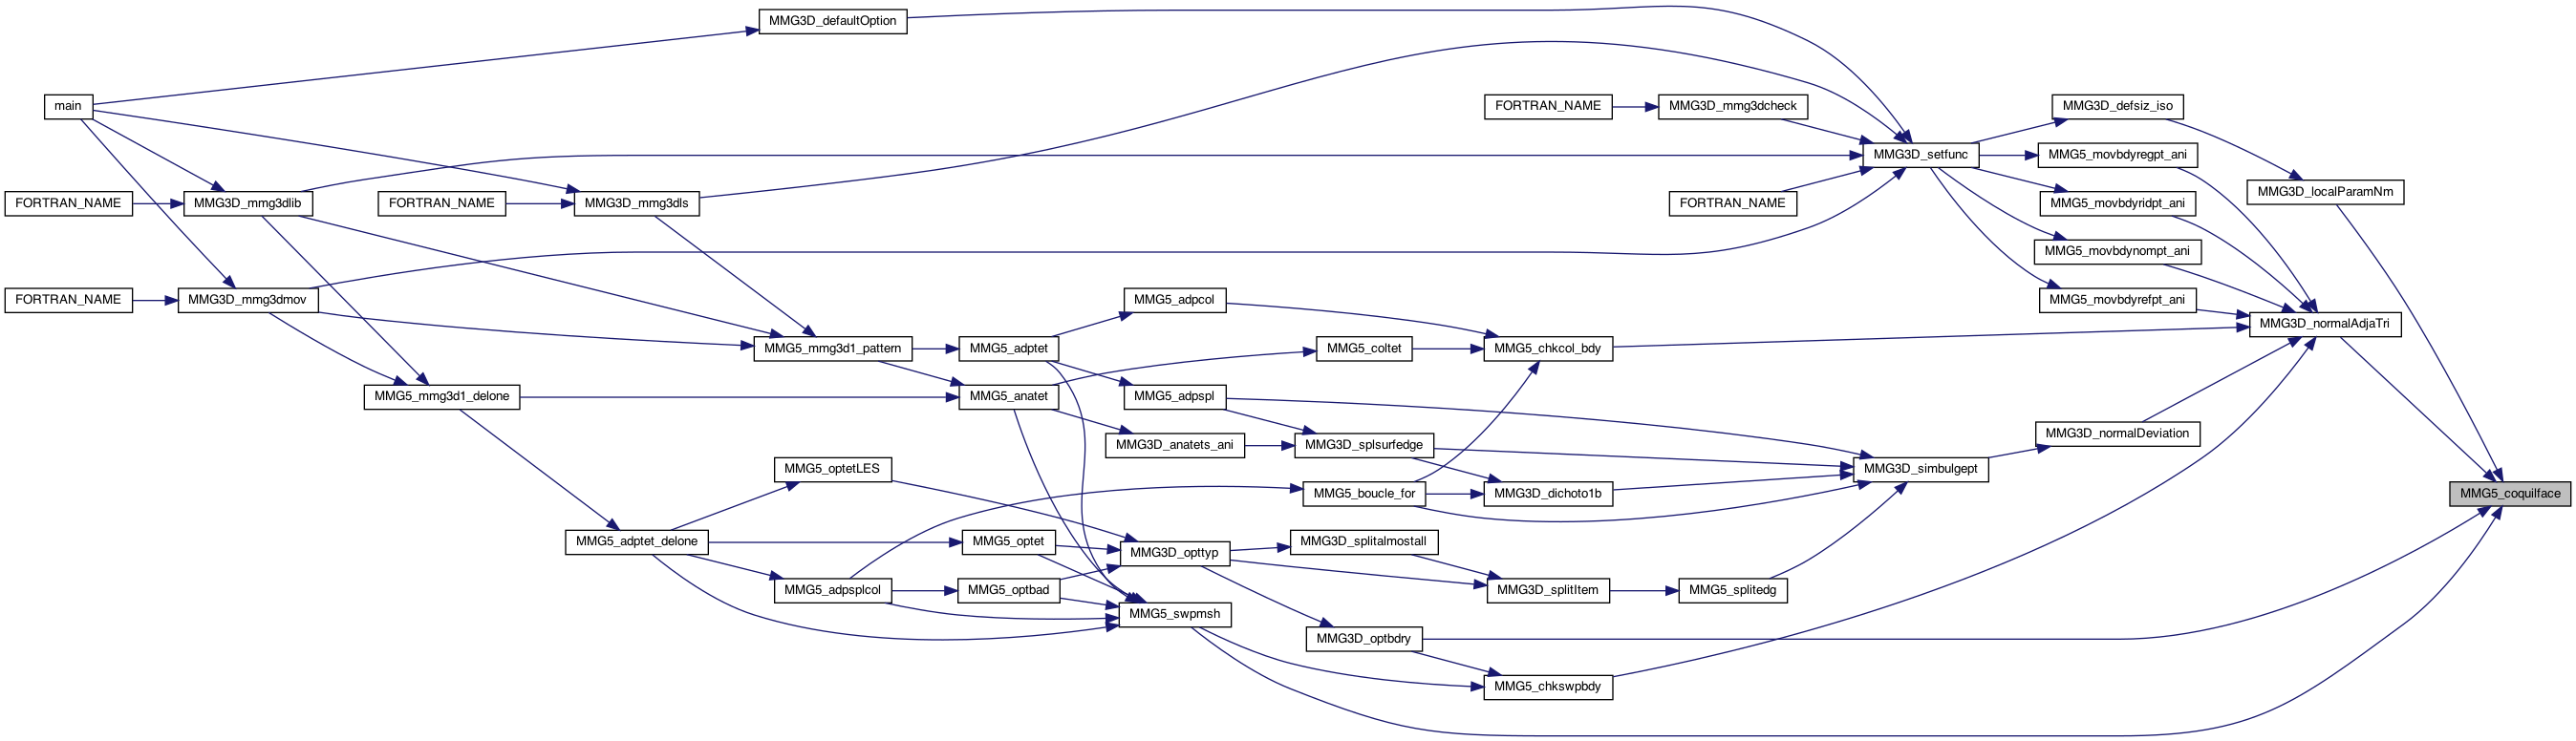 MMG3D_defaultOption
main
FORTRAN_NAME
MMG3D_mmg3dcheck
MMG3D_defsiz_iso
MMG3D_setfunc
MMG5_movbdyregpt_ani
MMG3D_localParamNm
FORTRAN_NAME
MMG3D_mmg3dlib
FORTRAN_NAME
MMG3D_mmg3dls
FORTRAN_NAME
MMG5_movbdyridpt_ani
MMG5_movbdynompt_ani
FORTRAN_NAME
MMG3D_mmg3dmov
MMG5_adpcol
MMG5_movbdyrefpt_ani
MMG3D_normalAdjaTri
MMG5_mmg3d1_pattern
MMG5_adptet
MMG5_coltet
MMG5_chkcol_bdy
MMG5_mmg3d1_delone
MMG5_anatet
MMG5_adpspl
MMG3D_anatets_ani
MMG3D_splsurfedge
MMG3D_normalDeviation
MMG5_optetLES
MMG3D_simbulgept
MMG5_boucle_for
MMG3D_dichoto1b
MMG5_coquilface
MMG5_adptet_delone
MMG5_optet
MMG3D_opttyp
MMG3D_splitalmostall
MMG5_adpsplcol
MMG5_optbad
MMG3D_splitItem
MMG5_splitedg
MMG5_swpmsh
MMG3D_optbdry
MMG5_chkswpbdy